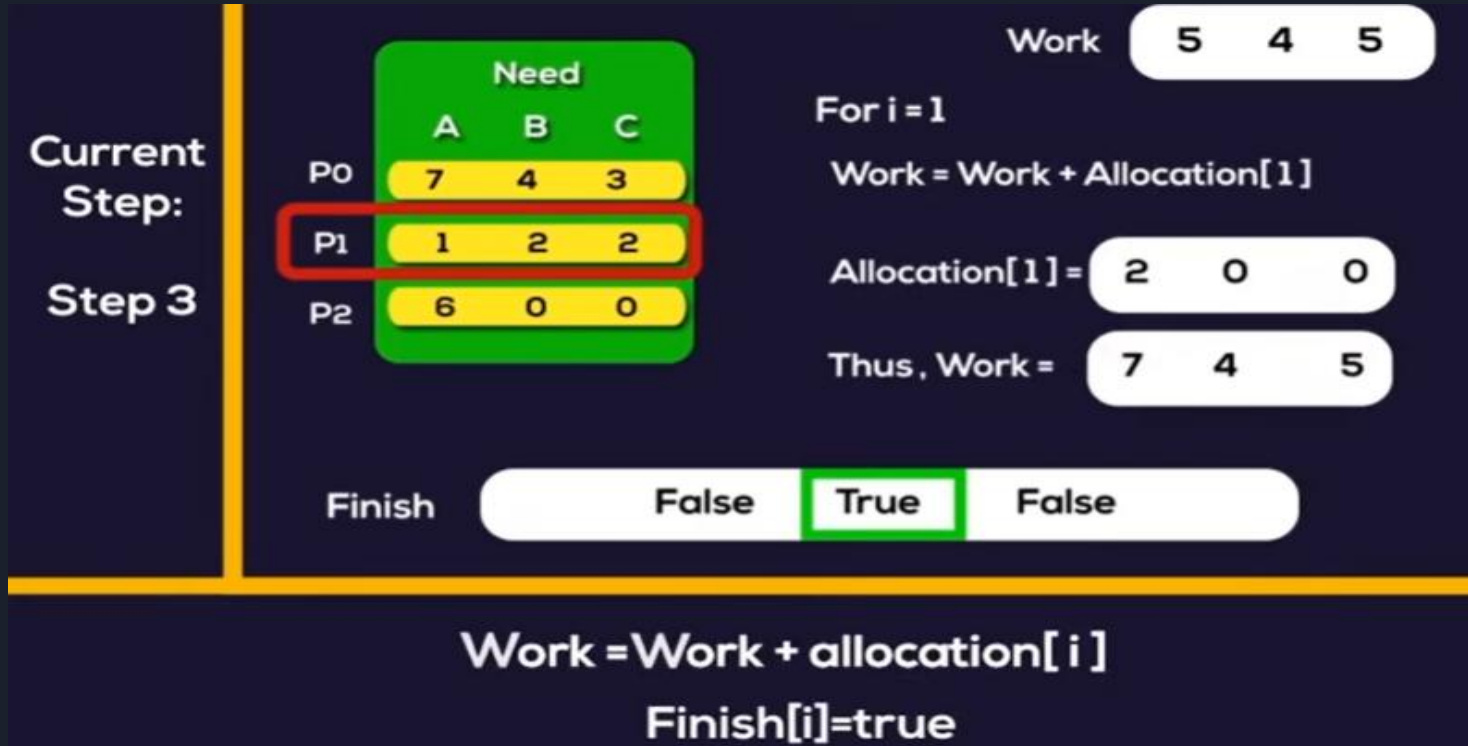 Current
Step:
Step 3
Need
A B C
P0 7 4 3
P1 1 2 2
P2 6 0 0
Work 5 4 5
For i = 1
Work = Work + Allocation[1]
Allocation[1] = 2 0 0
Thus, Work = 7 4 5
Finish False True False
Work =Work + allocation[ i ]
Finish[i]=true